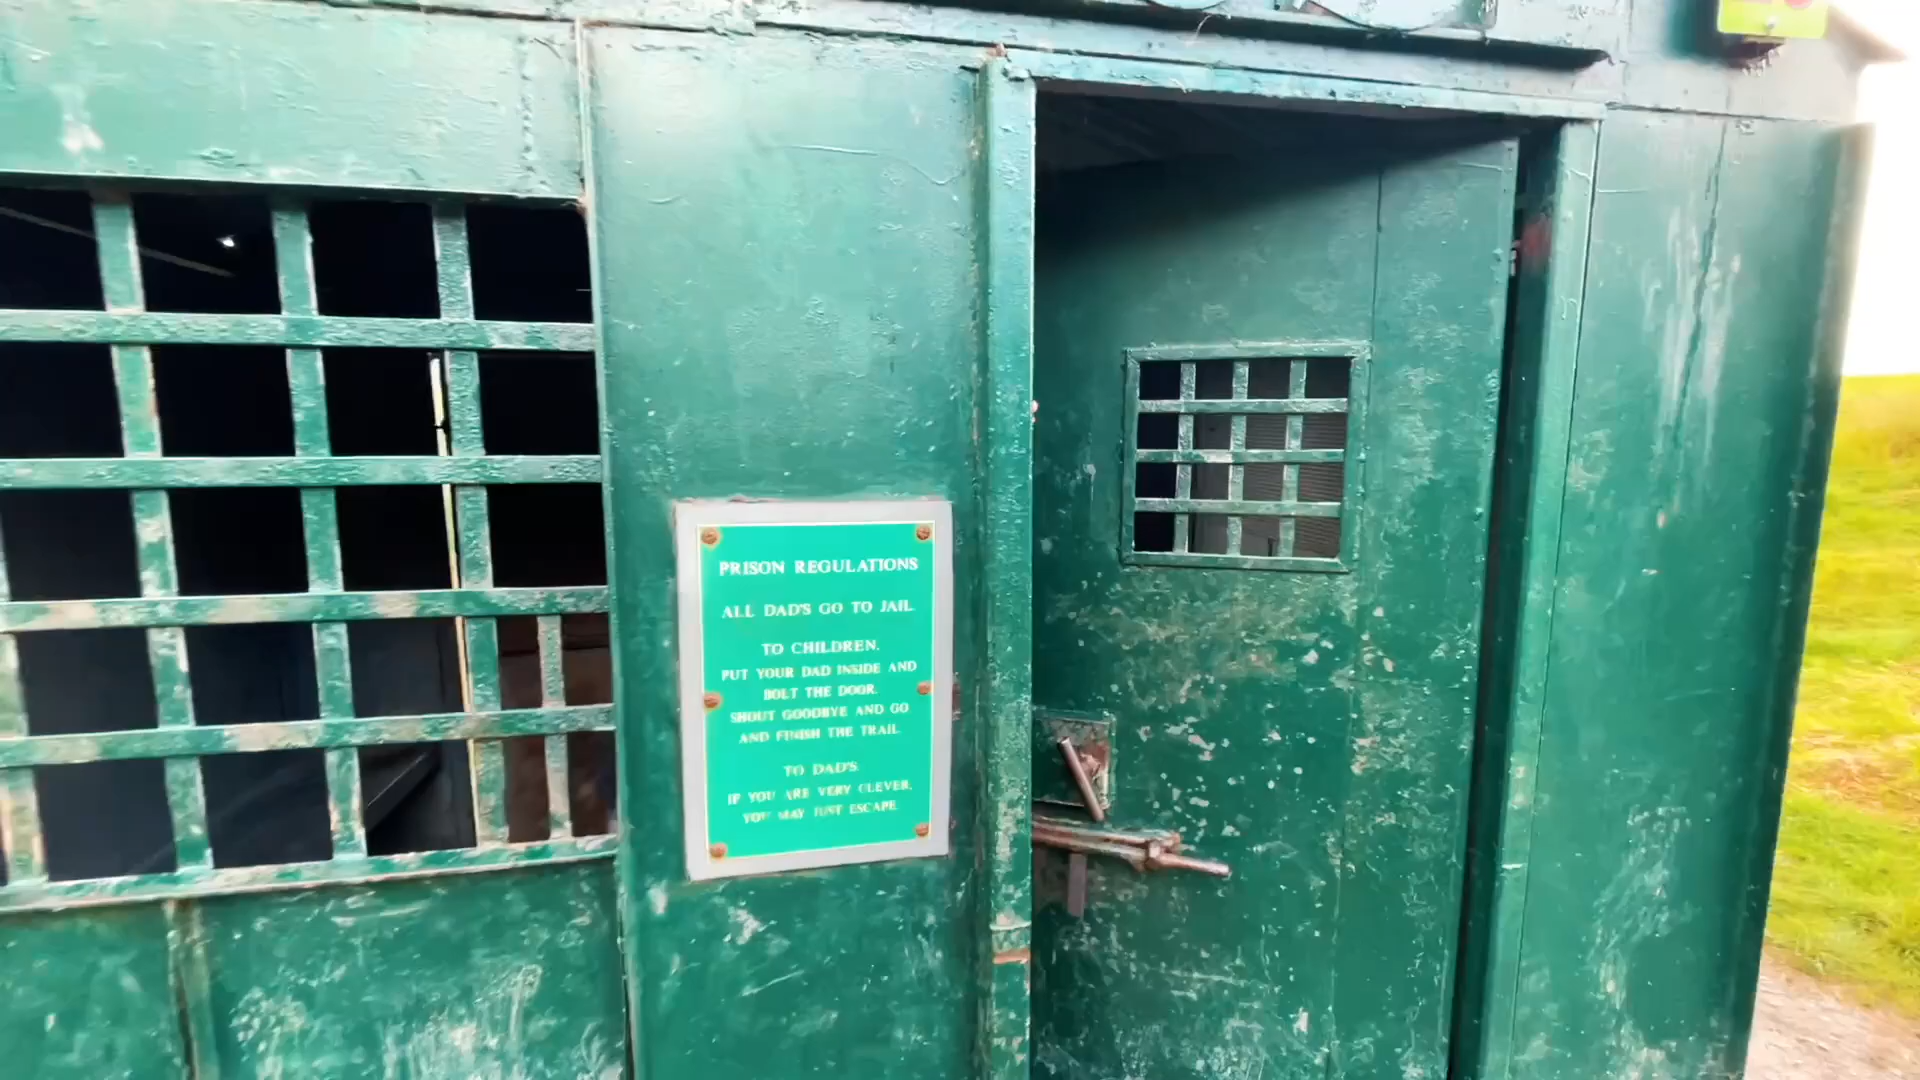 PRISON REGULATIONS
ALL DAD'S GO TO JAIL
TO CHILDREN.
PUT YOUR DAD INSIDE AND
BOLT THE DOOR.
SHOUT GOODBYE AND GO
AND FINISH THE TRAIL.
TO DAD'S
IF YOU ARE VERY CLEVER,
YOU MAY JUST ESCAPE.